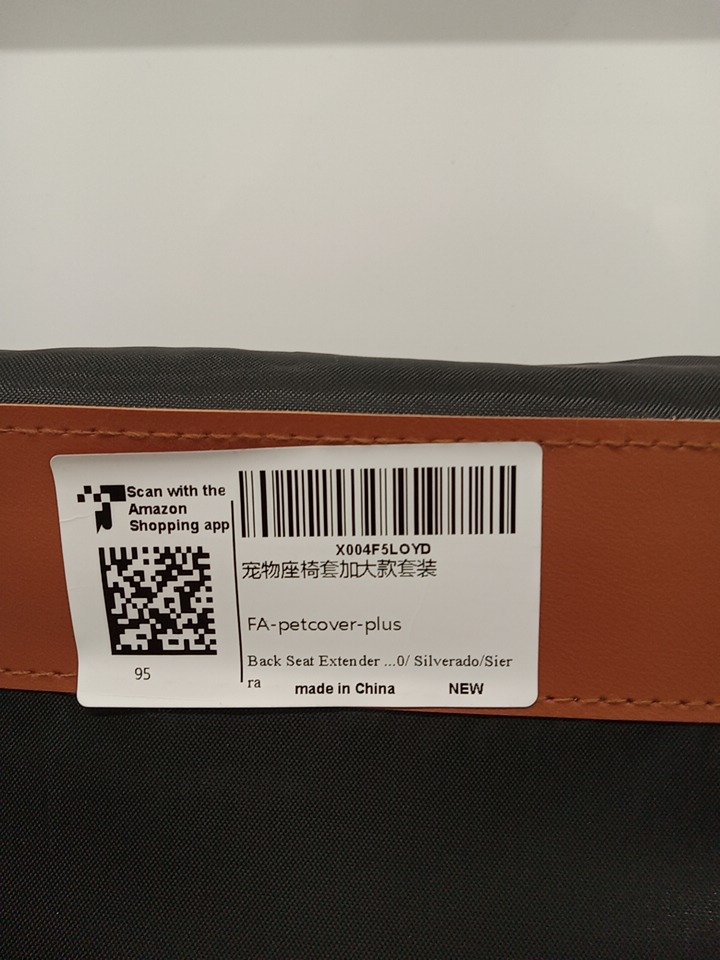 Scan with the
Amazon
Shopping app
95
X004F5LOYD
宠物座椅套加大款套装
FA-petcover-plus
Back Seat Extender ...0/ Silverado/Sier
ra
made in China NEW